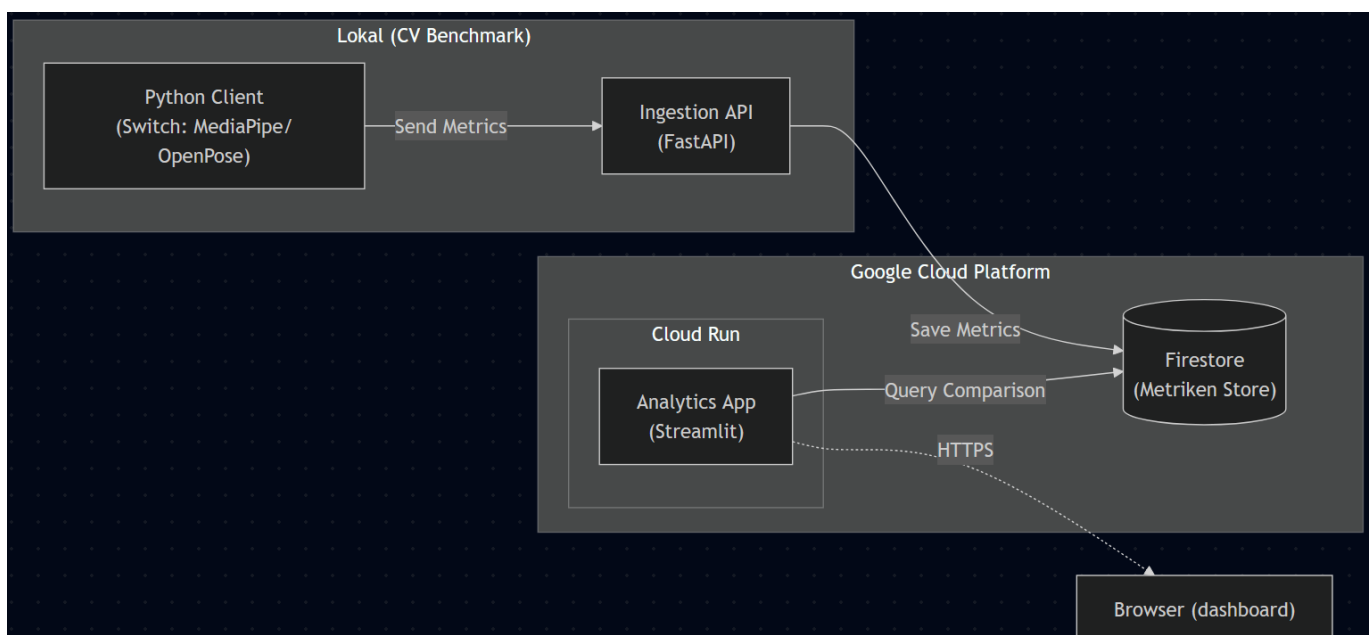 Lokal (CV Benchmark)
Python Client
(Switch: MediaPipe/
OpenPose)
Send Metrics
Ingestion API
(FastAPI)
Google Cloud Platform
Cloud Run
Analytics App
(Streamlit)
Save Metrics
Query Comparison
HTTPS
Firestore
(Metriken Store)
Browser (dashboard)